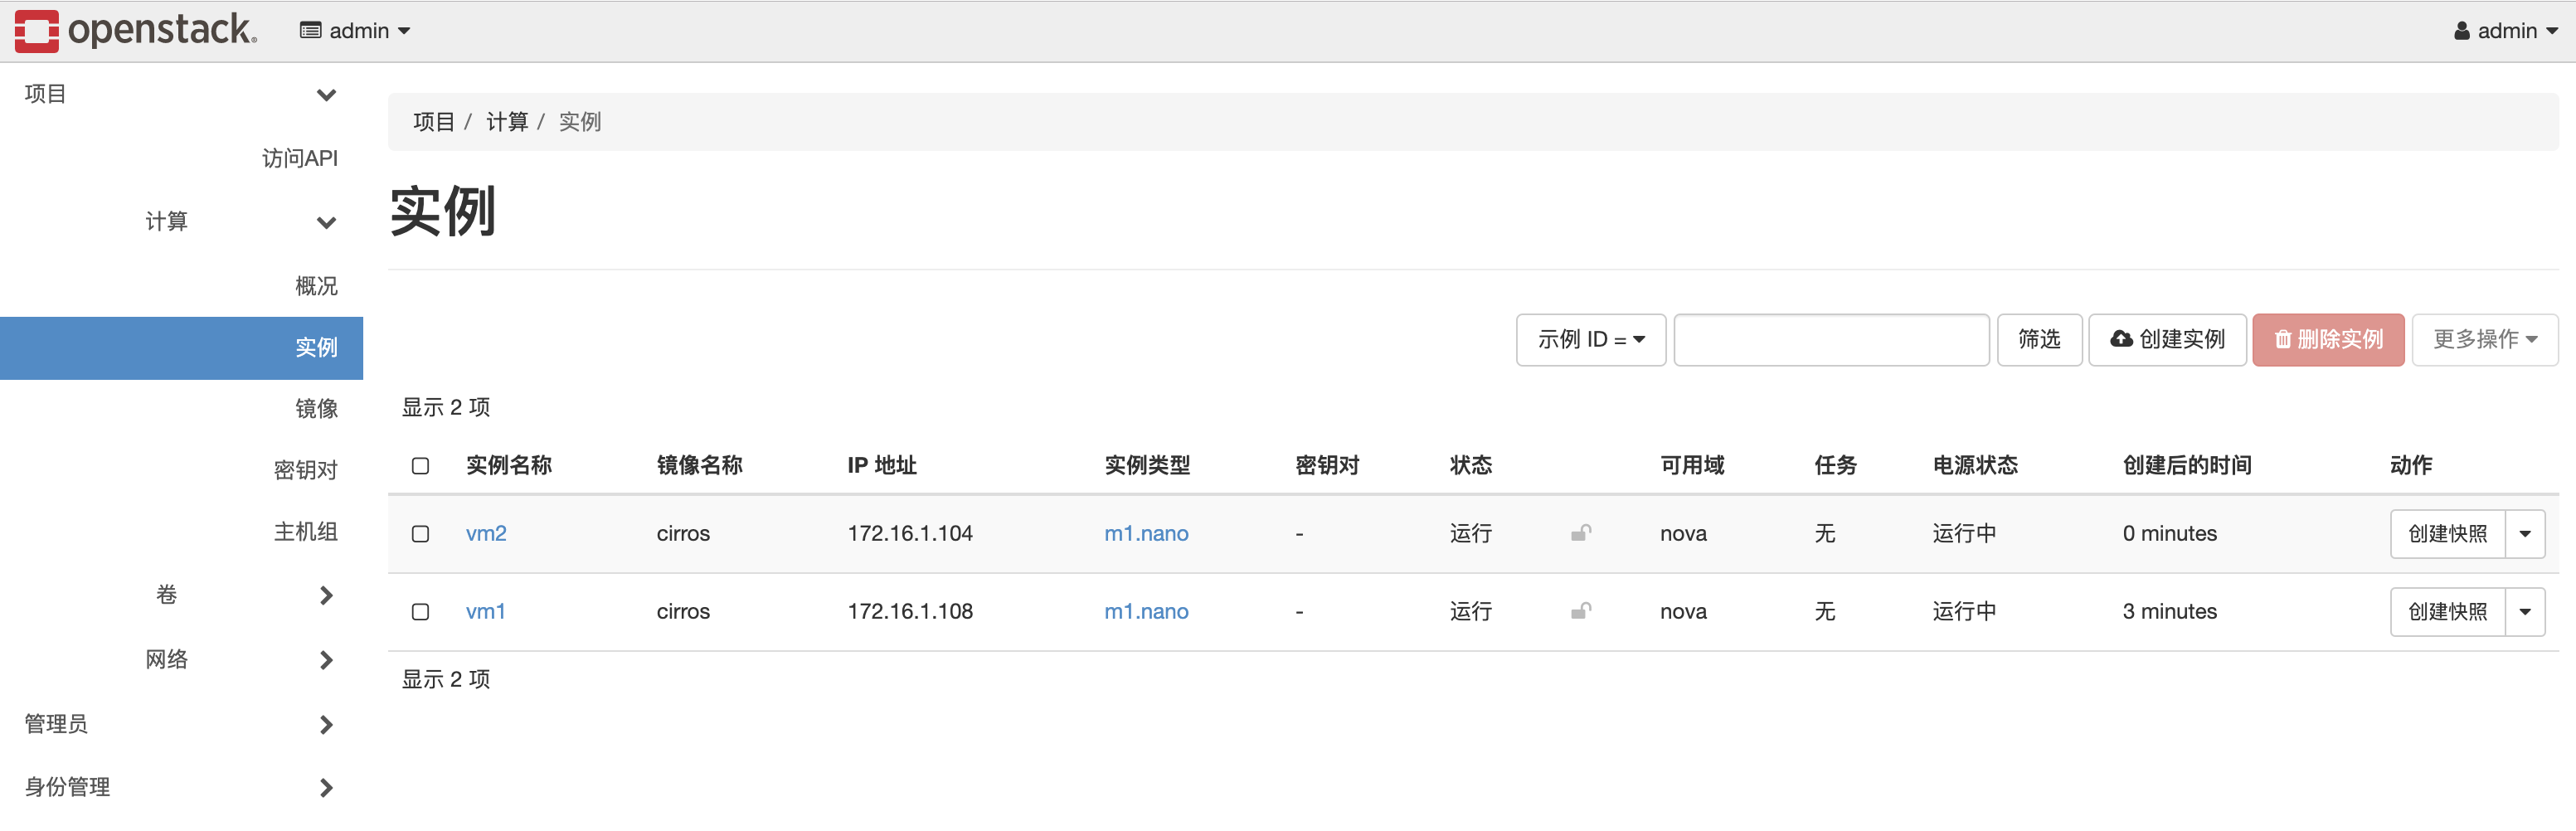 openstack. admin admin
项目
访问API
计算
概况
实例
镜像
密钥对
主机组
卷
网络
管理员
身份管理
项目 / 计算 / 实例
实例
示例 ID = 筛选 创建实例 删除实例 更多操作
显示 2 项
实例名称 镜像名称 IP 地址 实例类型 密钥对 状态 可用域 任务 电源状态 创建后的时间 动作
vm2 cirros 172.16.1.104 m1.nano - 运行 nova 无 运行中 0 minutes 创建快照
vm1 cirros 172.16.1.108 m1.nano - 运行 nova 无 运行中 3 minutes 创建快照
显示 2 项